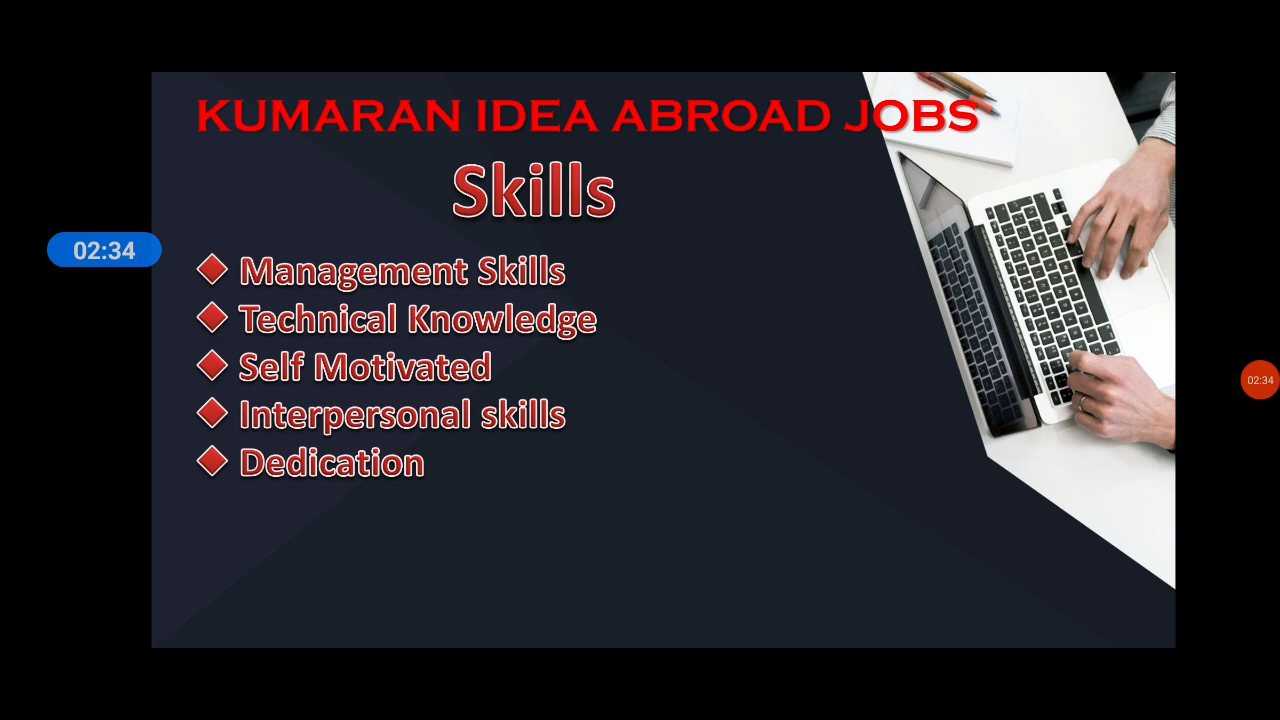 KUMARAN IDEA ABROAD JOBS
Skills
02:34
Management Skills
Technical Knowledge
Self Motivated
02:34
Interpersonal skills
Dedication